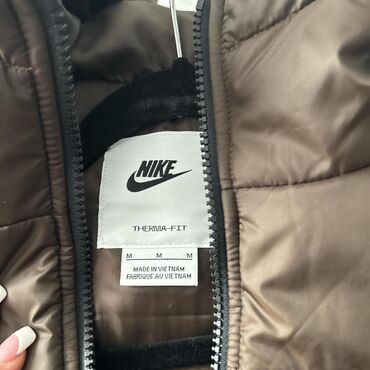 NIKE
THERMA-FIT
M M M
MADE IN VIETNAM
FABRIQUÉ AU VIETNAM